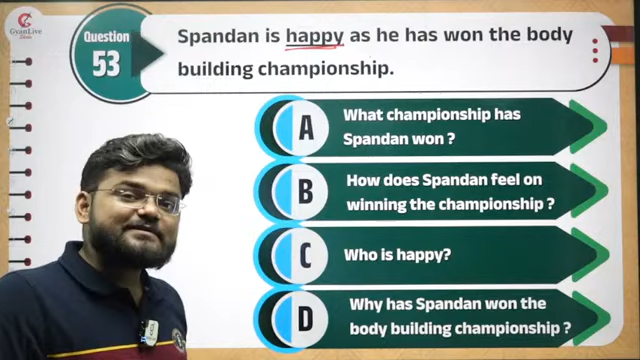 GyanLive
Question
53
Spandan is happy as he has won the body
building championship.
A
What championship has
Spandan won ?
B
How does Spandan feel on
winning the championship ?
C
Who is happy?
D
Why has Spandan won the
body building championship ?